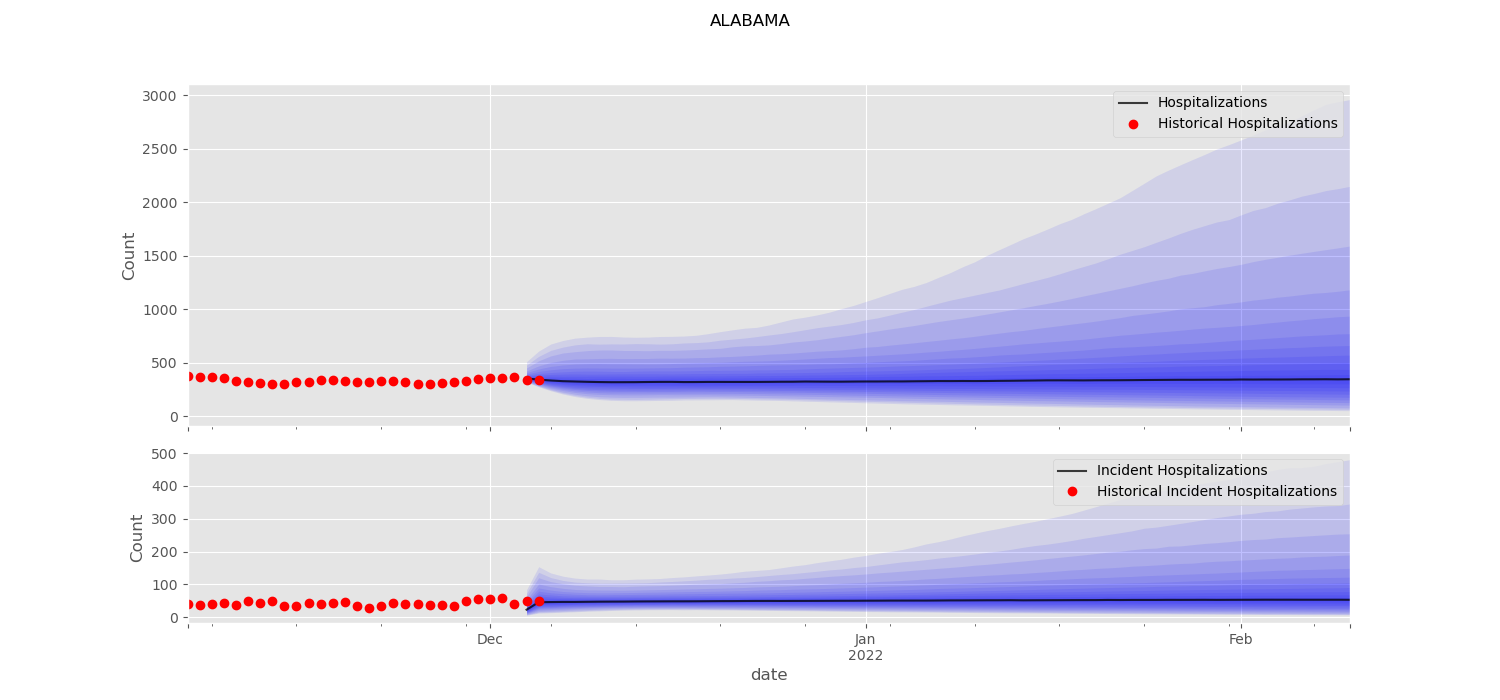 ALABAMA
3000
2500
2000
1500
1000
500
0
Count
Hospitalizations
Historical Hospitalizations
500
400
300
200
100
0
Count
Incident Hospitalizations
Historical Incident Hospitalizations
Dec
Jan
2022
Feb
date